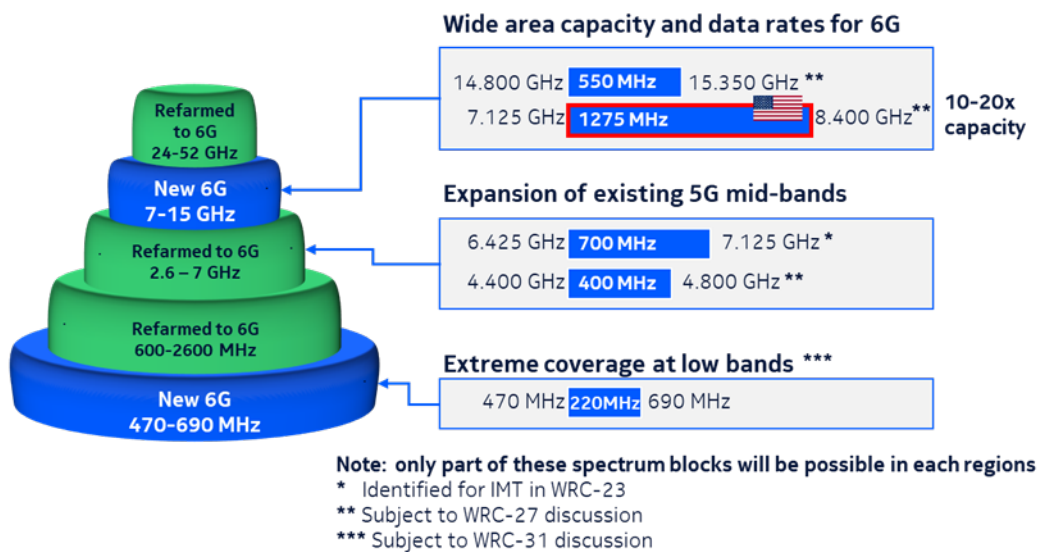 Wide area capacity and data rates for 6G
14.800 GHz 550 MHz 15.350 GHz **
7.125 GHz 1275 MHz 8.400 GHz**
10-20x
capacity
Refarmed
to 6G
24-52 GHz
New 6G
7-15 GHz
Expansion of existing 5G mid-bands
6.425 GHz 700 MHz 7.125 GHz *
4.400 GHz 400 MHz 4.800 GHz **
Refarmed to 6G
2.6 – 7 GHz
Refarmed to 6G
600-2600 MHz
Extreme coverage at low bands ***
470 MHz 220MHz 690 MHz
New 6G
470-690 MHz
Note: only part of these spectrum blocks will be possible in each regions
* Identified for IMT in WRC-23
** Subject to WRC-27 discussion
*** Subject to WRC-31 discussion